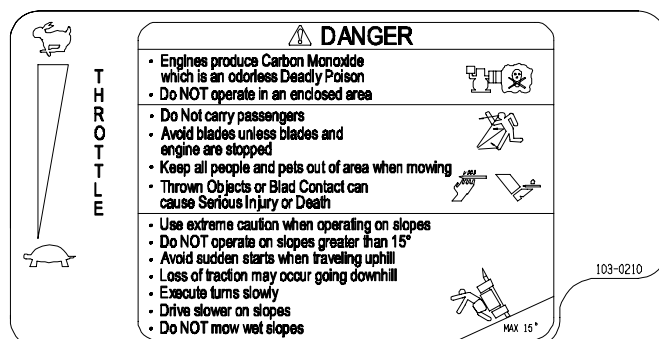 THROTTLE
⚠ DANGER
• Engines produce Carbon Monoxide
which is an odorless Deadly Poison
• Do NOT operate in an enclosed area
• Do Not carry passengers
• Avoid blades unless blades and
engine are stopped
• Keep all people and pets out of area when mowing
• Thrown Objects or Blad Contact can
cause Serious Injury or Death
• Use extreme caution when operating on slopes
• Do NOT operate on slopes greater than 15°
• Avoid sudden starts when traveling uphill
• Loss of traction may occur going downhill
• Execute turns slowly
• Drive slower on slopes
• Do NOT mow wet slopes
MAX 15°
103-0210